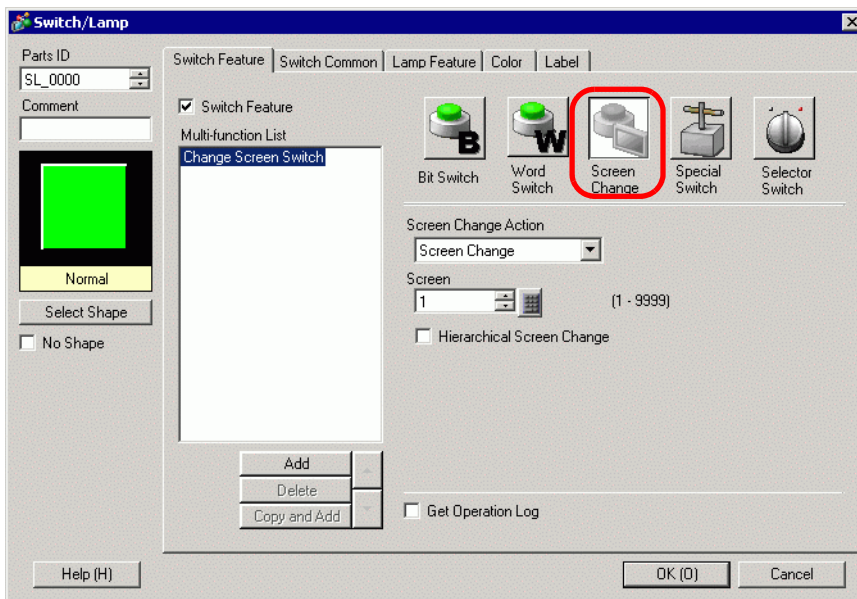 Switch/Lamp
Parts ID
SL_0000
Comment
Normal
Select Shape
No Shape
Switch Feature
Switch Common
Lamp Feature
Color
Label
Switch Feature
Multi-function List
Change Screen Switch
Add
Delete
Copy and Add
B
W
Bit Switch
Word
Switch
Screen
Change
Special
Switch
Selector
Switch
Screen Change Action
Screen Change
Screen
1
(1 - 9999)
Hierarchical Screen Change
Get Operation Log
Help (H)
OK (O)
Cancel